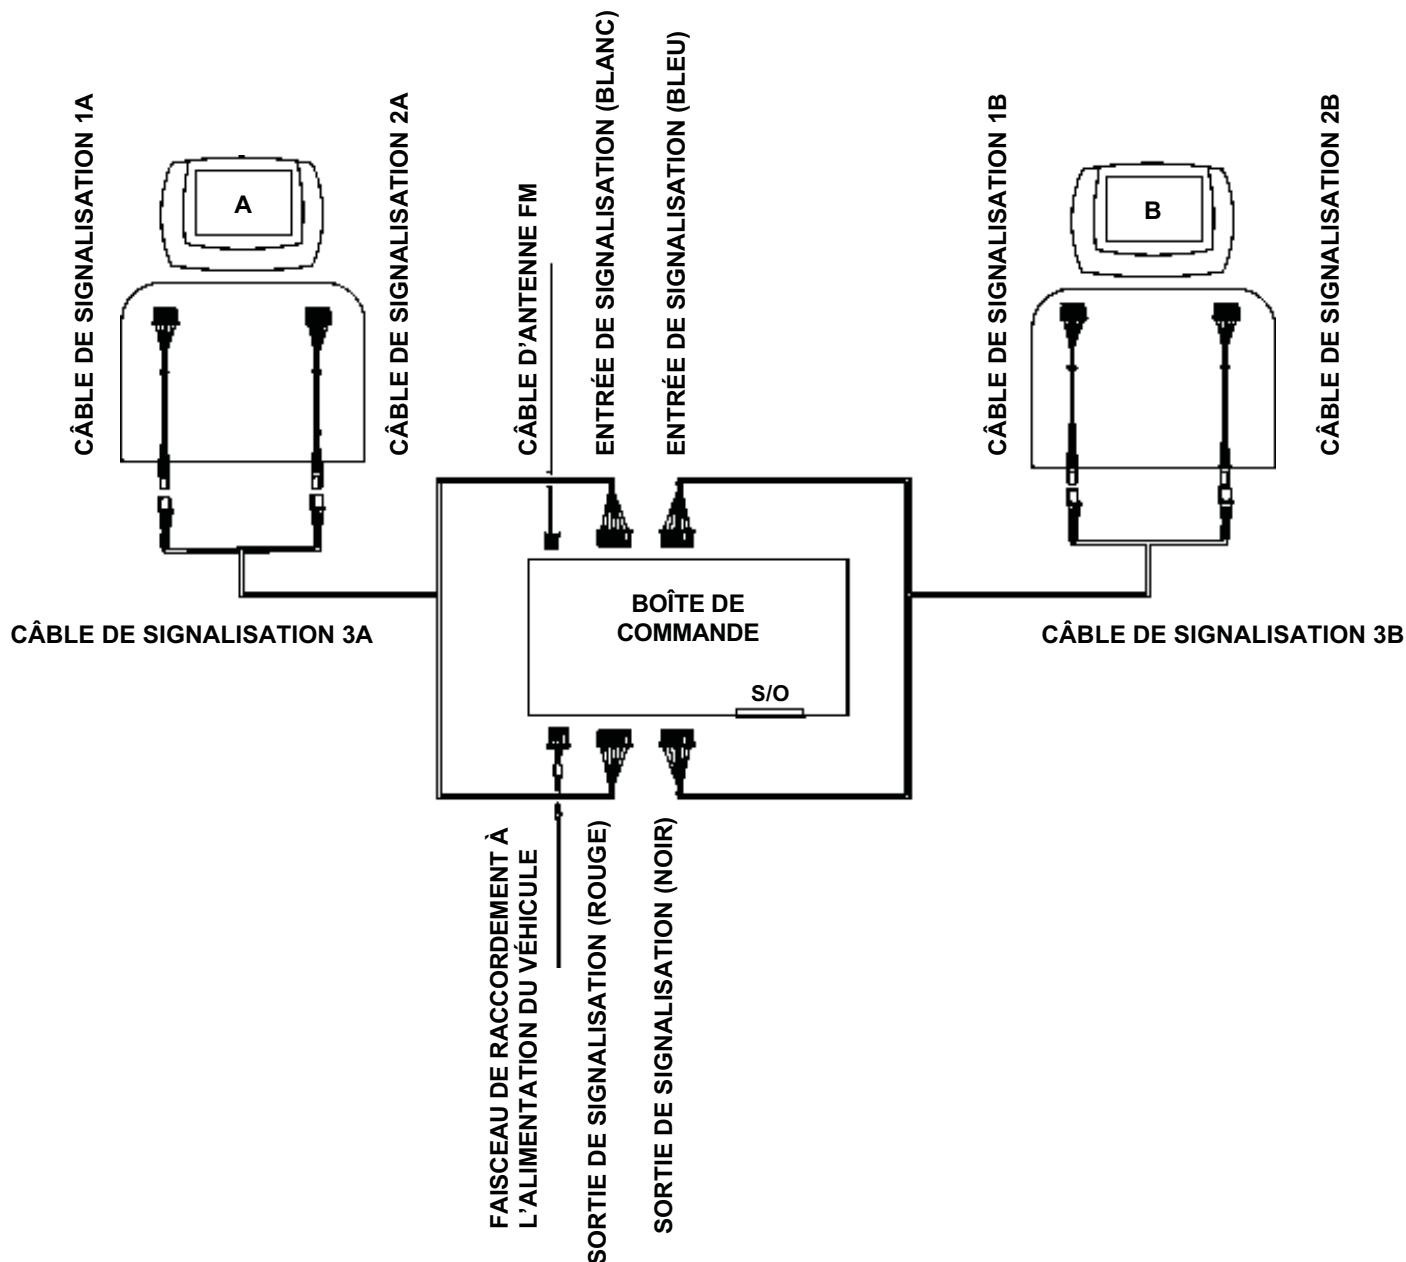 CÂBLE DE SIGNALISATION 1A
A
CÂBLE DE SIGNALISATION 2A
CÂBLE D’ANTENNE FM
ENTRÉE DE SIGNALISATION (BLANC)
ENTRÉE DE SIGNALISATION (BLEU)
CÂBLE DE SIGNALISATION 1B
B
CÂBLE DE SIGNALISATION 2B
CÂBLE DE SIGNALISATION 3A
BOÎTE DE
COMMANDE
S/O
CÂBLE DE SIGNALISATION 3B
FAISCEAU DE RACCORDEMENT À
L’ALIMENTATION DU VÉHICULE
SORTIE DE SIGNALISATION (ROUGE)
SORTIE DE SIGNALISATION (NOIR)